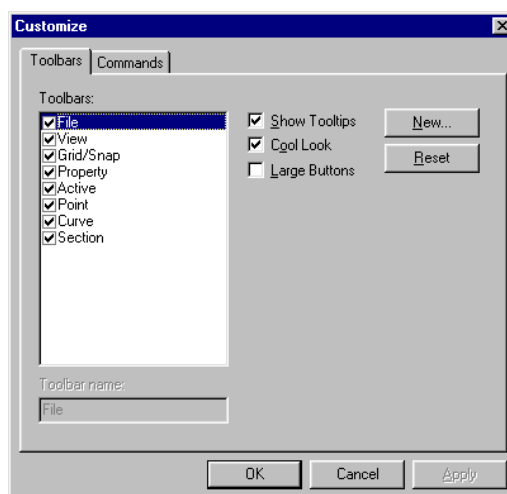 Customize
Toolbars
Commands
Toolbars:
File
View
Grid/Snap
Property
Active
Point
Curve
Section
Show Tooltips
Cool Look
Large Buttons
New...
Reset
Toolbar name:
File
OK
Cancel
Apply